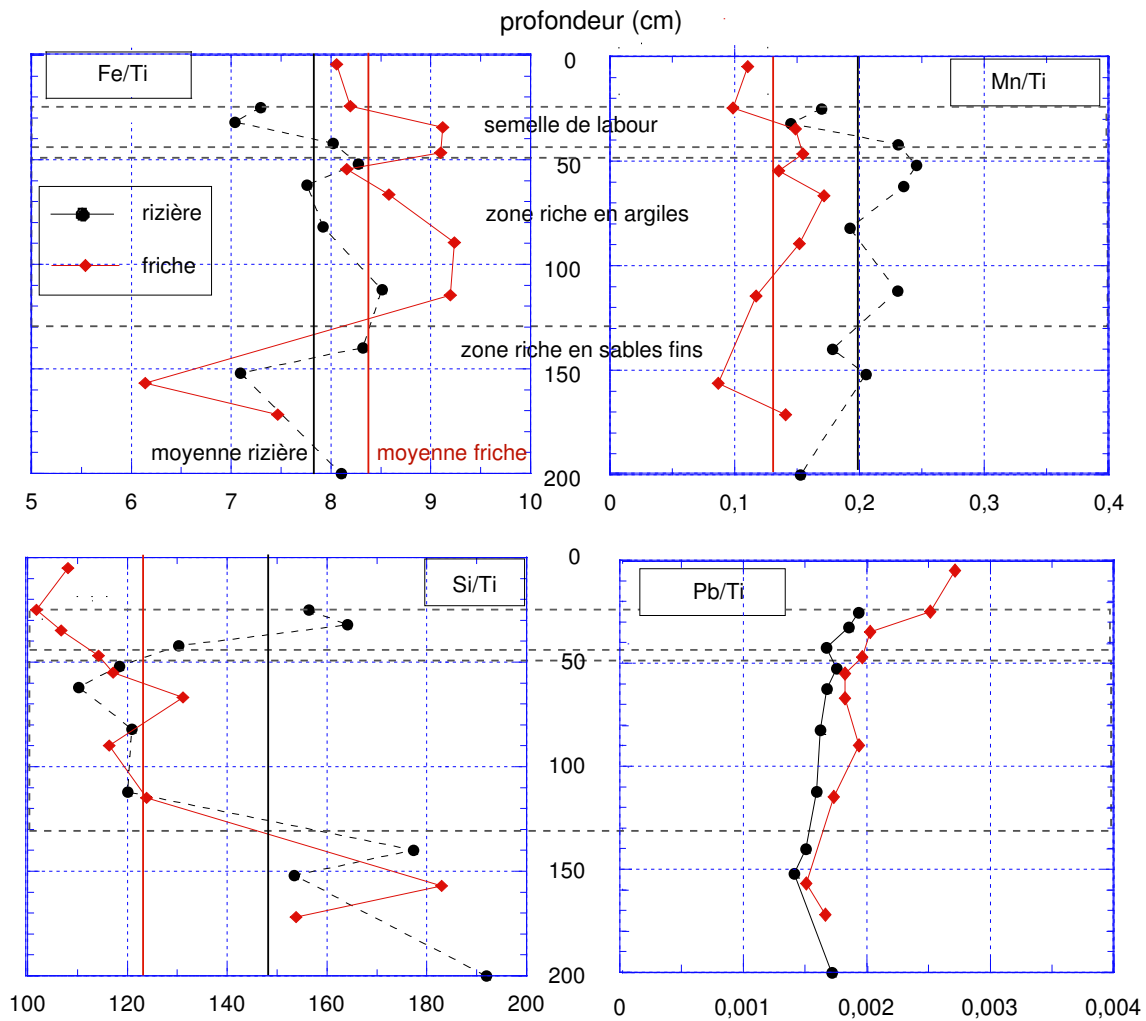 profondeur (cm)
Fe/Ti
Mn/Ti
0
50
100
150
200
semelle de labour
zone riche en argiles
zone riche en sables fins
rizière
friche
moyenne rizière
moyenne friche
5 6 7 8 9 10
0 0,1 0,2 0,3 0,4
Si/Ti
Pb/Ti
0
50
100
150
200
100 120 140 160 180 200
0 0,001 0,002 0,003 0,004